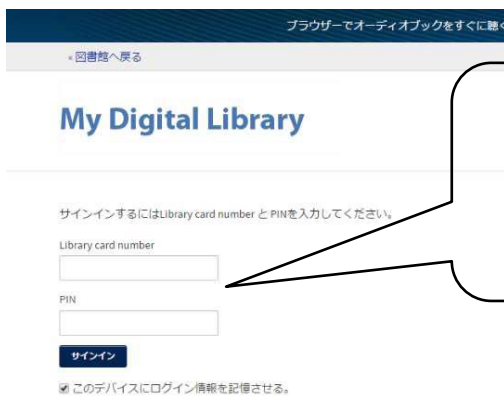 ブラウザーでオーディオブックをすぐに聴く
« 図書館へ戻る
My Digital Library
サインインするにはLibrary card number と PINを入力してください。
Library card number
PIN
サインイン
このデバイスにログイン情報を記憶させる。